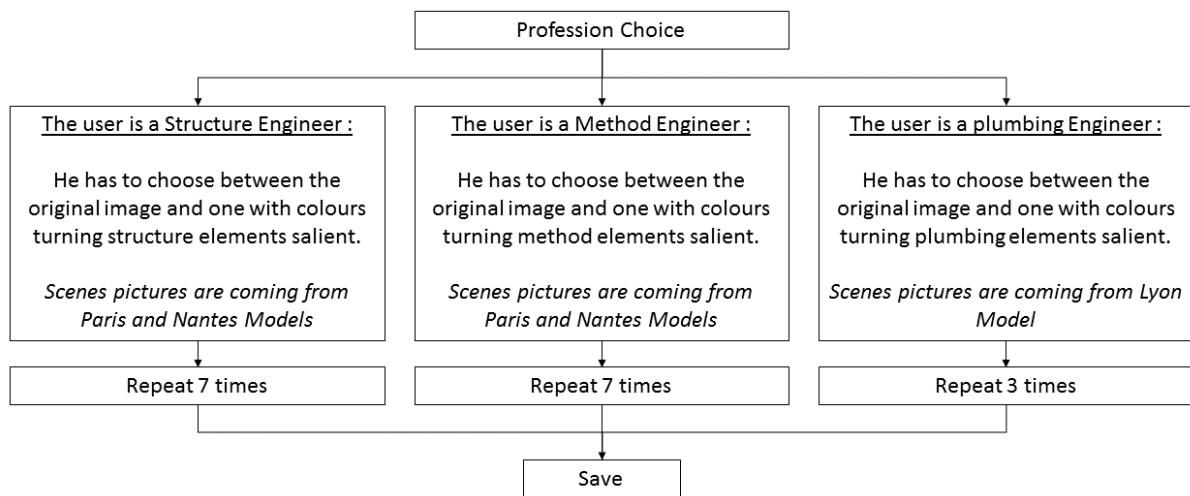 Profession Choice
The user is a Structure Engineer :
He has to choose between the
original image and one with colours
turning structure elements salient.
Scenes pictures are coming from
Paris and Nantes Models
Repeat 7 times
The user is a Method Engineer :
He has to choose between the
original image and one with colours
turning method elements salient.
Scenes pictures are coming from
Paris and Nantes Models
Repeat 7 times
The user is a plumbing Engineer :
He has to choose between the
original image and one with colours
turning plumbing elements salient.
Scenes pictures are coming from Lyon
Model
Repeat 3 times
Save